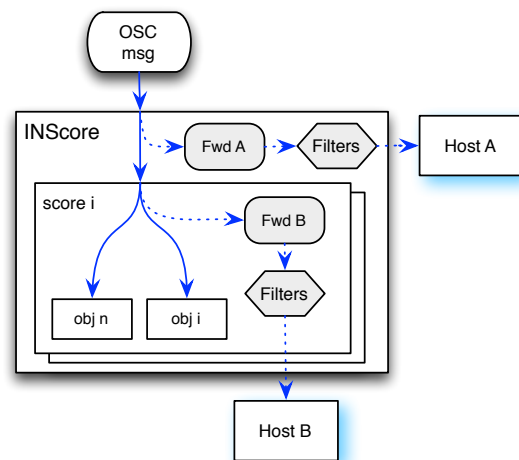 OSC
msg
INScore
Fwd A
Filters
Host A
score i
Fwd B
Filters
obj n
obj i
Host B